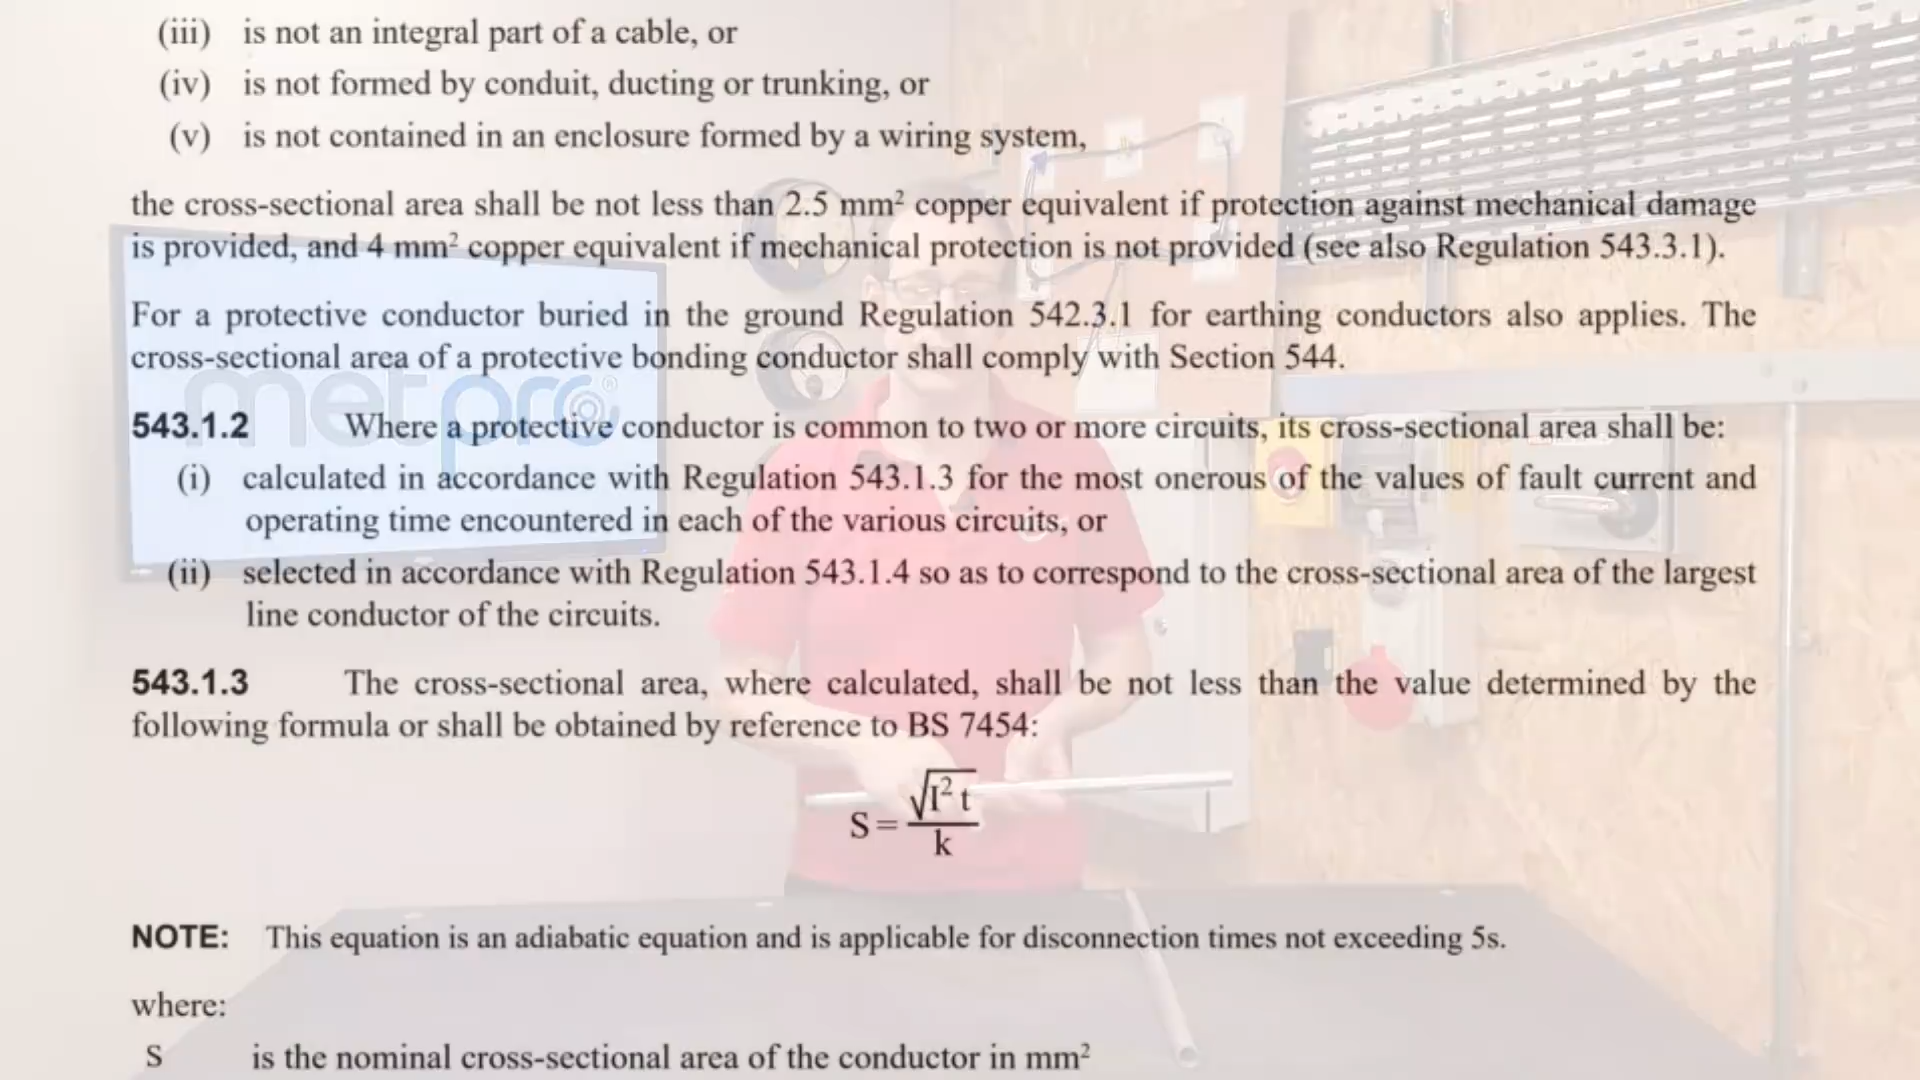 (iii) is not an integral part of a cable, or
(iv) is not formed by conduit, ducting or trunking, or
(v) is not contained in an enclosure formed by a wiring system,
the cross-sectional area shall be not less than 2.5 mm² copper equivalent if protection against mechanical damage
is provided, and 4 mm² copper equivalent if mechanical protection is not provided (see also Regulation 543.3.1).
For a protective conductor buried in the ground Regulation 542.3.1 for earthing conductors also applies. The
cross-sectional area of a protective bonding conductor shall comply with Section 544.
metpro®
543.1.2 Where a protective conductor is common to two or more circuits, its cross-sectional area shall be:
(i) calculated in accordance with Regulation 543.1.3 for the most onerous of the values of fault current and
operating time encountered in each of the various circuits, or
(ii) selected in accordance with Regulation 543.1.4 so as to correspond to the cross-sectional area of the largest
line conductor of the circuits.
543.1.3 The cross-sectional area, where calculated, shall be not less than the value determined by the
following formula or shall be obtained by reference to BS 7454:
S = √I² t / k
NOTE: This equation is an adiabatic equation and is applicable for disconnection times not exceeding 5s.
where:
S is the nominal cross-sectional area of the conductor in mm²